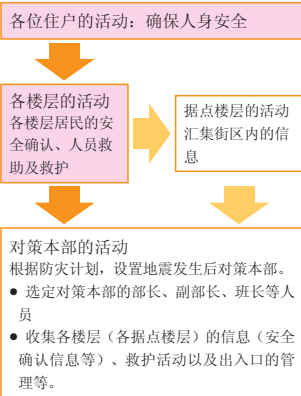 各位住户的活动：确保人身安全
各楼层的活动
各楼层居民的安
全确认、人员救
助及救护
据点楼层的活动
汇集街区内的信
息
对策本部的活动
根据防灾计划，设置地震发生后对策本部。
● 选定对策本部的部长、副部长、班长等人
员
● 收集各楼层（各据点楼层）的信息（安全
确认信息等）、救护活动以及出入口的管
理等。